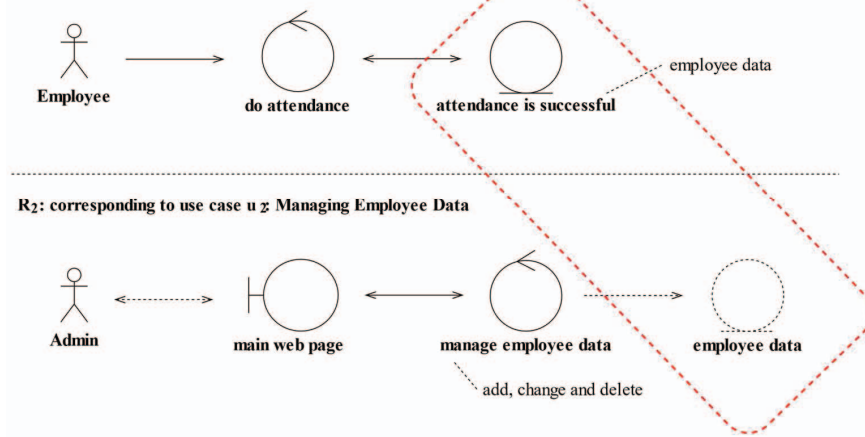 employee data
Employee
do attendance
attendance is successful
R2: corresponding to use case u 2: Managing Employee Data
Admin
main web page
manage employee data
employee data
add, change and delete